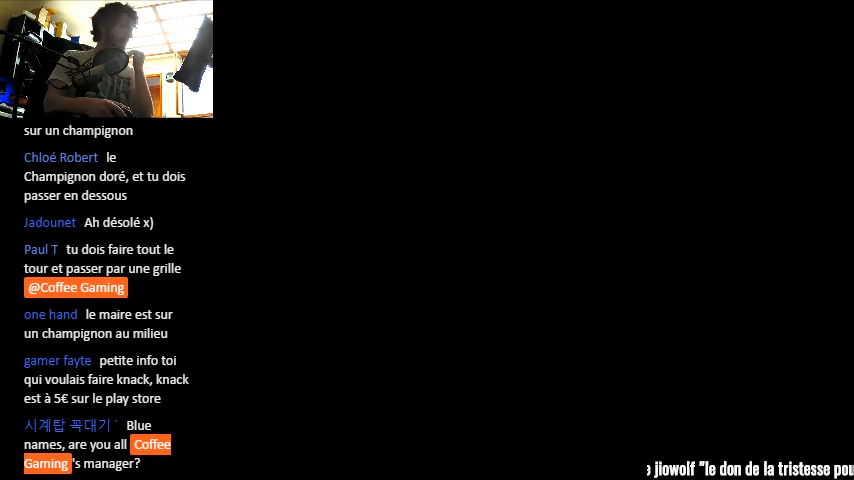 sur un champignon
Chloé Robert le
Champignon doré, et tu dois
passer en dessous
Jadounet Ah désolé x)
Paul T tu dois faire tout le
tour et passer par une grille
@Coffee Gaming
one hand le maire est sur
un champignon au milieu
gamer fayte petite info toi
qui voulais faire knack, knack
est à 5€ sur le play store
시계탑 꼭대기 ˙ Blue
names, are you all Coffee
Gaming's manager?
jiowolf "le don de la tristesse pou